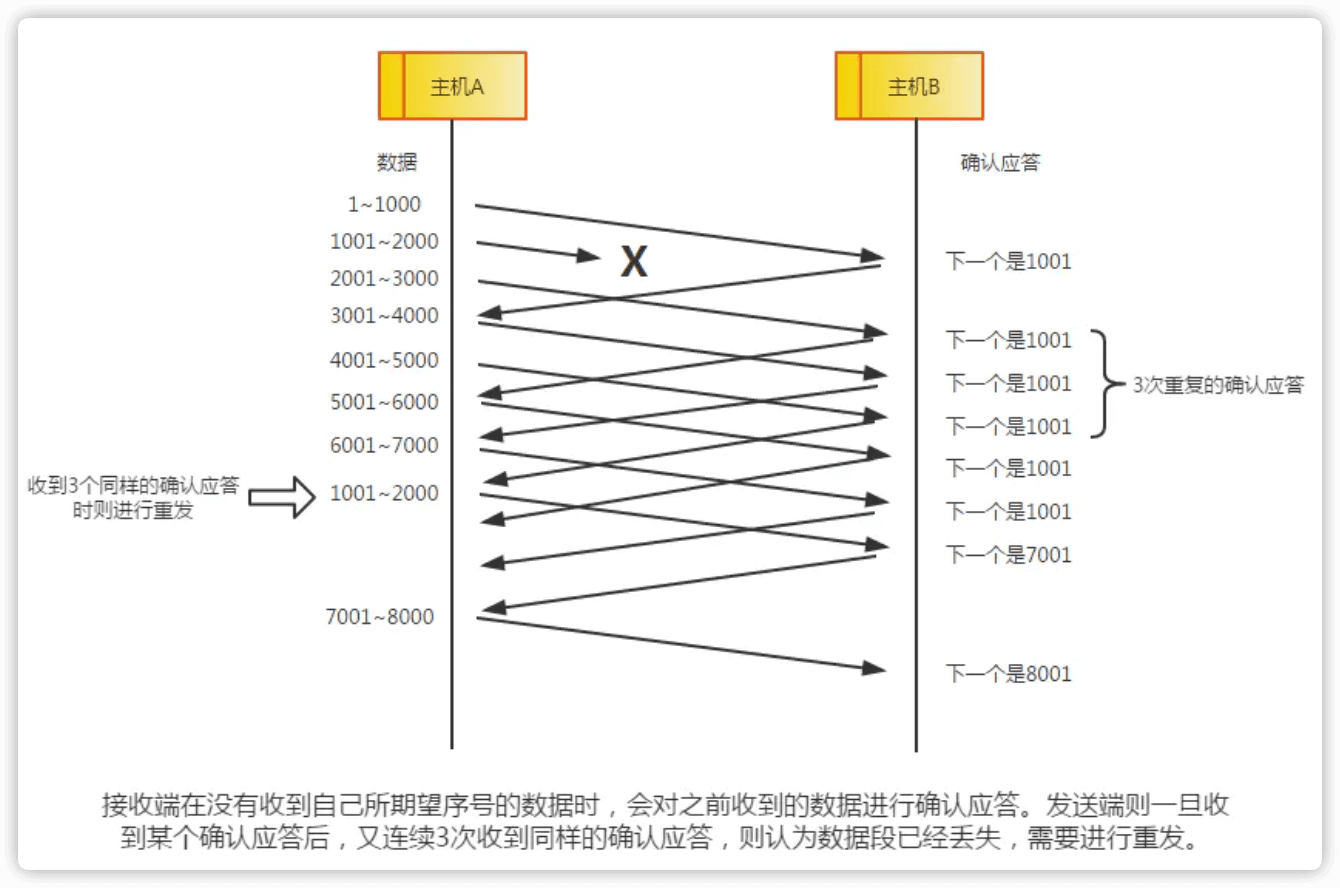 主机A
主机B
数据
确认应答
1~1000
1001~2000
X
下一个是1001
2001~3000
3001~4000
下一个是1001
4001~5000
下一个是1001
3次重复的确认应答
5001~6000
下一个是1001
6001~7000
下一个是1001
收到3个同样的确认应答
时则进行重发
1001~2000
下一个是1001
下一个是7001
7001~8000
下一个是8001
接收端在没有收到自己所期望序号的数据时，会对之前收到的数据进行确认应答。发送端则一旦收
到某个确认应答后，又连续3次收到同样的确认应答，则认为数据段已经丢失，需要进行重发。